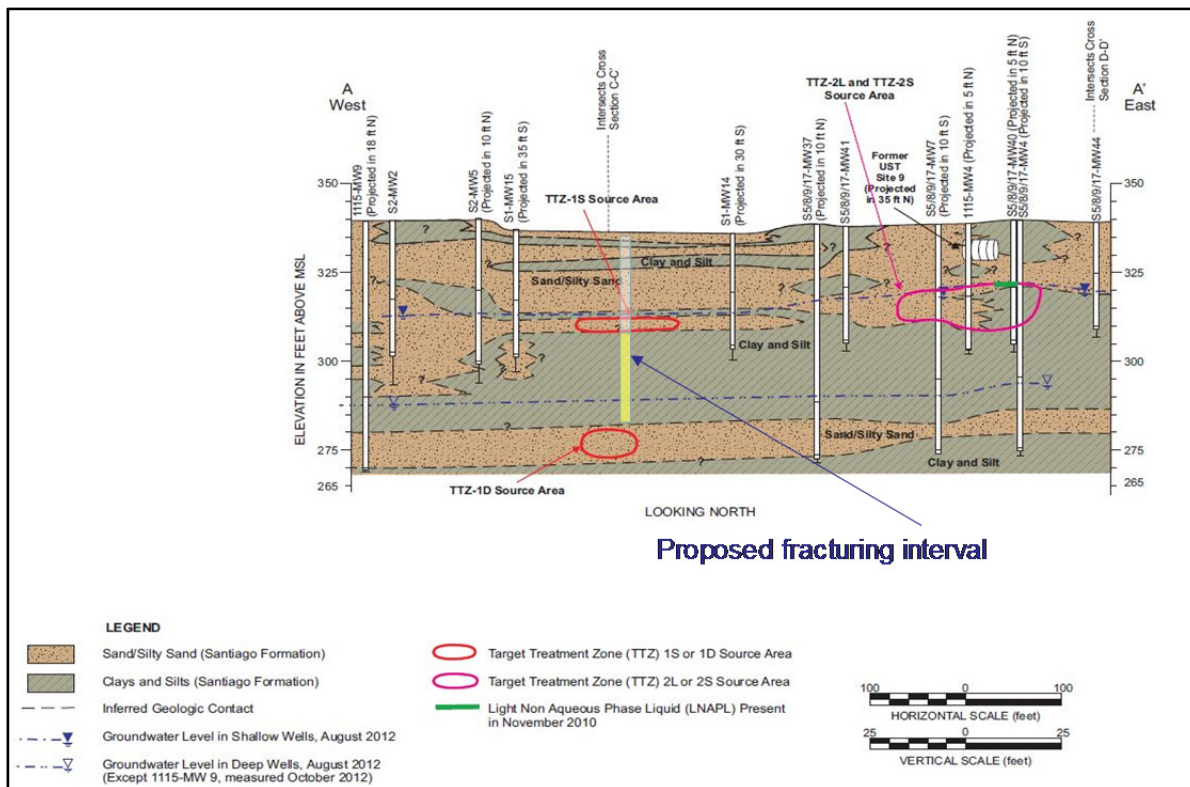 A
West
1115-MW9
(Projected in 18 ft N)
S2-MW2
S2-MW5
(Projected in 10 ft N)
S1-MW15
(Projected in 35 ft S)
Intersects Cross
Section C-C'
TTZ-1S Source Area
S1-MW14
(Projected in 30 ft S)
S5/8/9/17-MW37
(Projected in 10 ft N)
S5/8/9/17-MW41
TTZ-2L and TTZ-2S
Source Area
Former
UST
Site 9
(Projected
in 35 ft N)
S5/8/9/17-MW7
(Projected in 10 ft S)
1115-MW4 (Projected in 5 ft N)
S5/8/9/17-MW40 (Projected in 5 ft N)
S5/8/9/17-MW4 (Projected in 10 ft S)
S5/8/9/17-MW44
Intersects Cross
Section D-D'
A'
East
ELEVATION IN FEET ABOVE MSL
350
325
300
275
265
350
325
300
275
265
Clay and Silt
Sand/Silty Sand
Clay and Silt
Sand/Silty Sand
Clay and Silt
? ? ? ? ? ? ? ? ? ? ? ? ? ? ?
TTZ-1D Source Area
LOOKING NORTH
Proposed fracturing interval
LEGEND
Sand/Silty Sand (Santiago Formation)
Clays and Silts (Santiago Formation)
Inferred Geologic Contact
Groundwater Level in Shallow Wells, August 2012
Groundwater Level in Deep Wells, August 2012
(Except 1115-MW 9, measured October 2012)
Target Treatment Zone (TTZ) 1S or 1D Source Area
Target Treatment Zone (TTZ) 2L or 2S Source Area
Light Non Aqueous Phase Liquid (LNAPL) Present
in November 2010
100 0 100
HORIZONTAL SCALE (feet)
25 0 25
VERTICAL SCALE (feet)